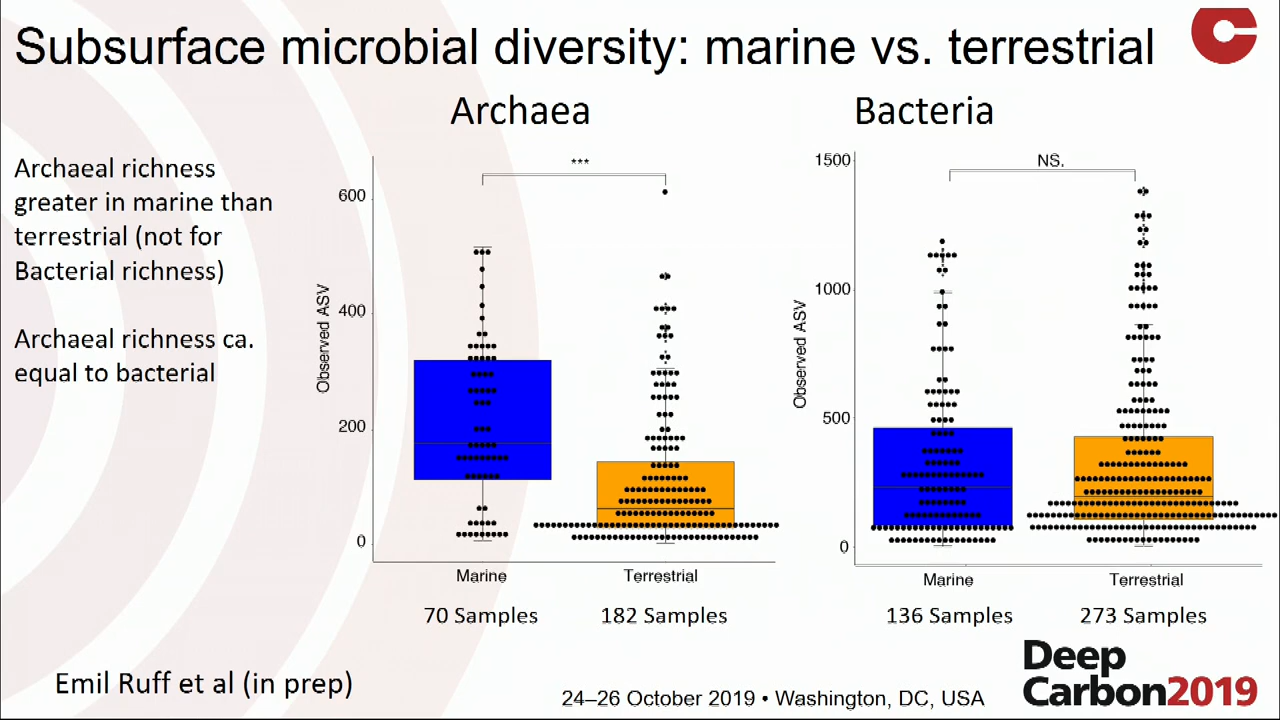 Subsurface microbial diversity: marine vs. terrestrial
Archaea
Bacteria
Archaeal richness
greater in marine than
terrestrial (not for
Bacterial richness)
Archaeal richness ca.
equal to bacterial
***
600
400
200
0
Observed ASV
Marine
Terrestrial
70 Samples
182 Samples
NS.
1500
1000
500
0
Observed ASV
Marine
Terrestrial
136 Samples
273 Samples
Emil Ruff et al (in prep)
24–26 October 2019 • Washington, DC, USA
Deep
Carbon2019